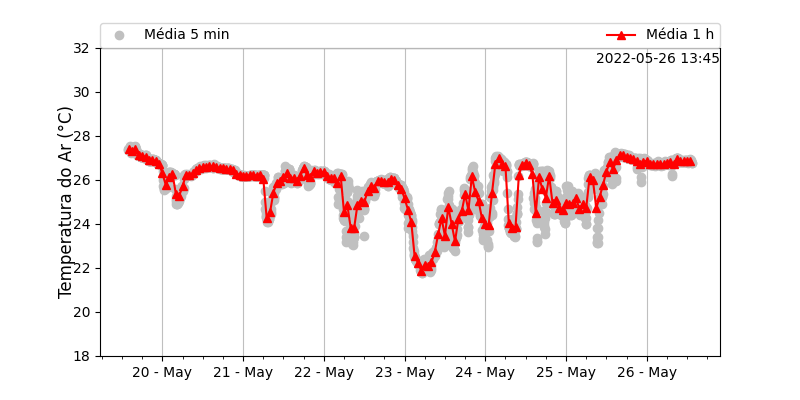 Média 5 min
Média 1 h
2022-05-26 13:45
Temperatura do Ar (°C)
32
30
28
26
24
22
20
18
20 - May
21 - May
22 - May
23 - May
24 - May
25 - May
26 - May